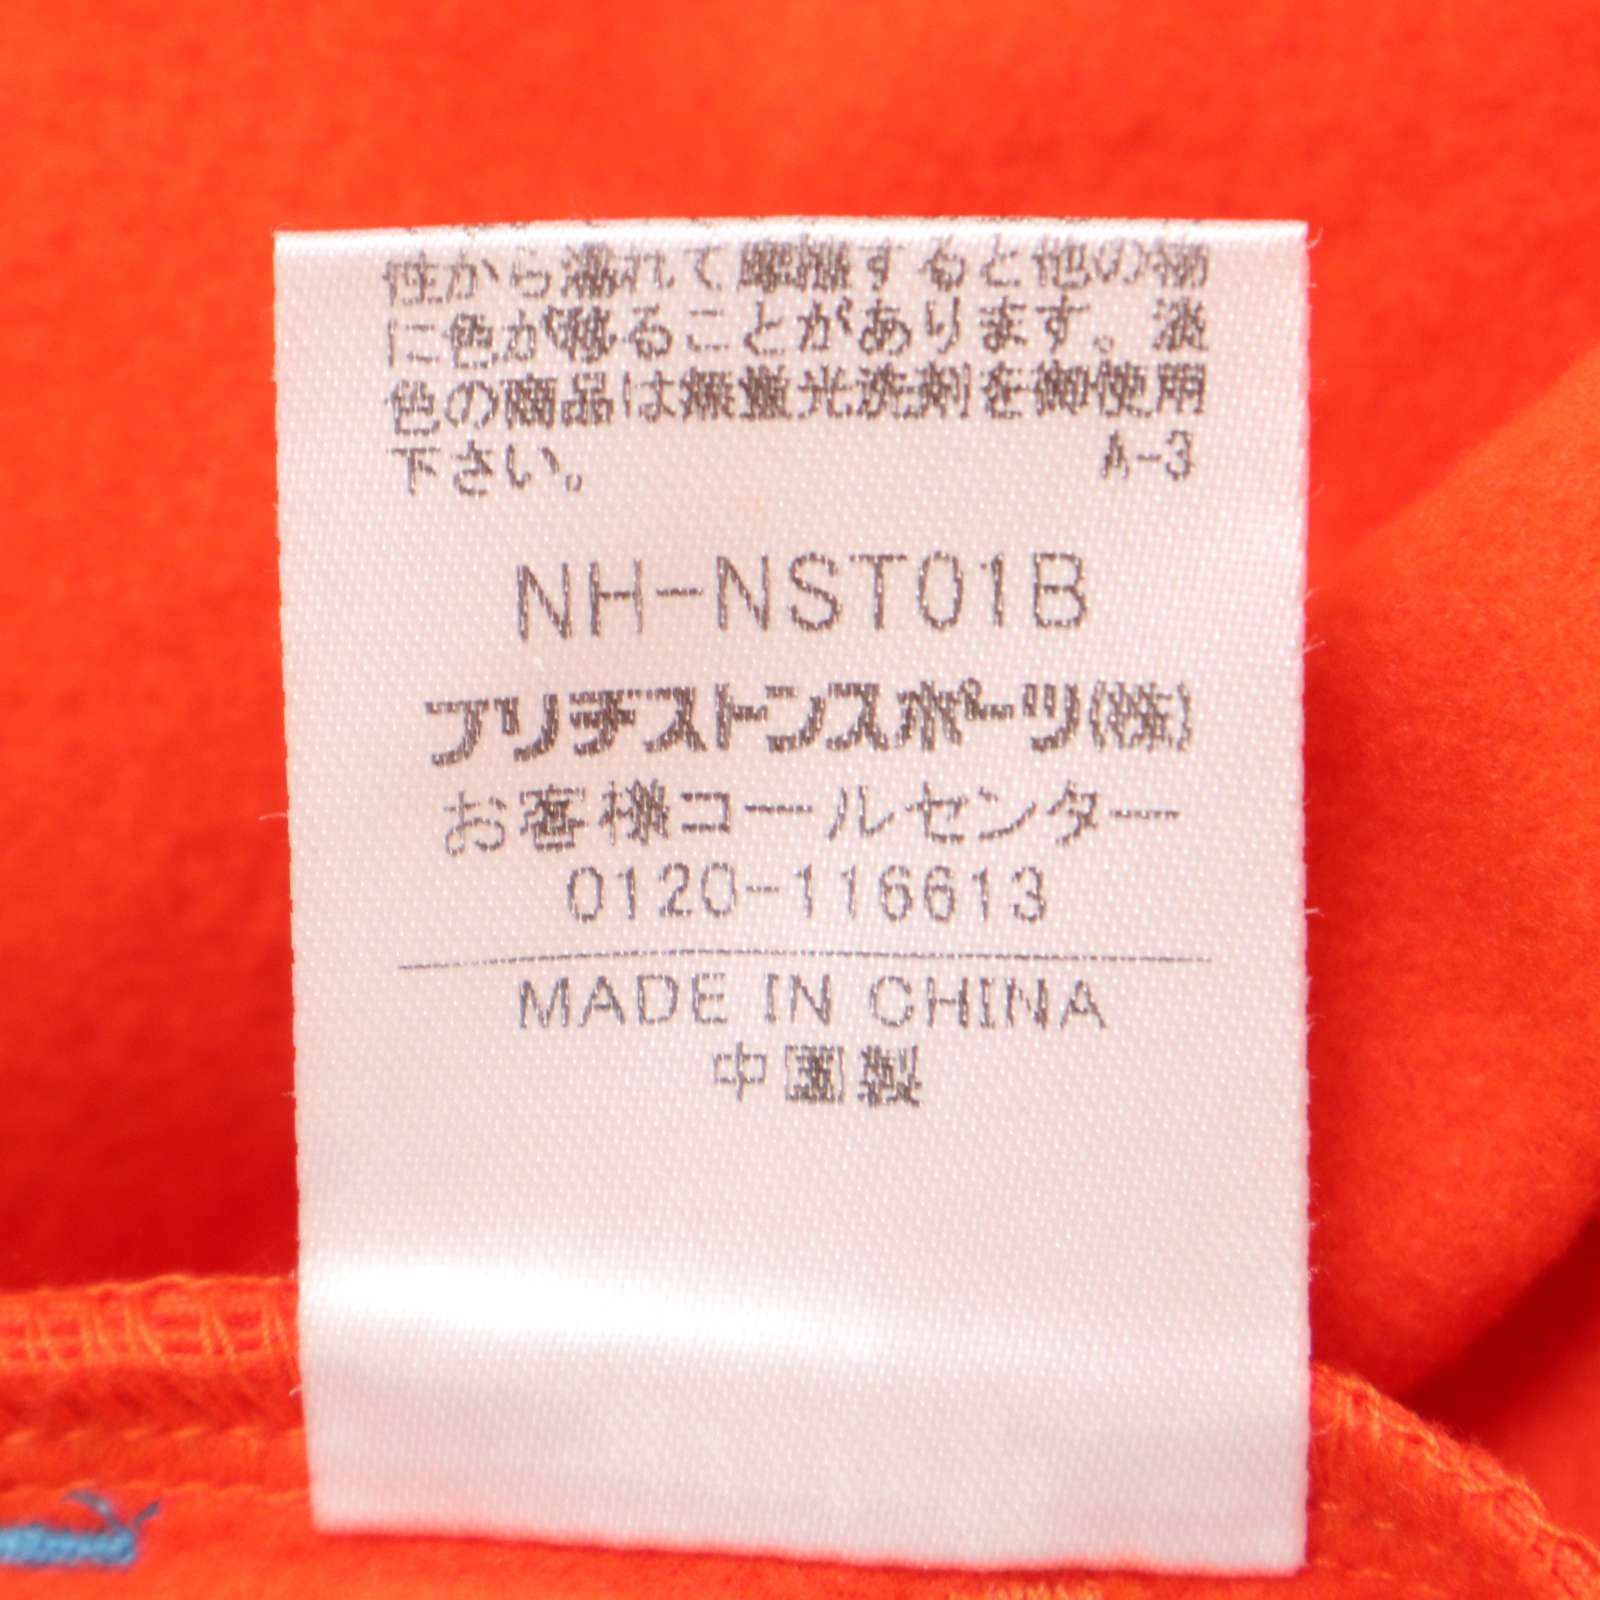 性から濡れて摩擦すると他の物
に色が移ることがあります。淡
色の商品は無蛍光洗剤を御使用
下さい。 A-3
NH-NST01B
ブリヂストンスポーツ(株)
お客様コールセンター
0120-116613
MADE IN CHINA
中国製